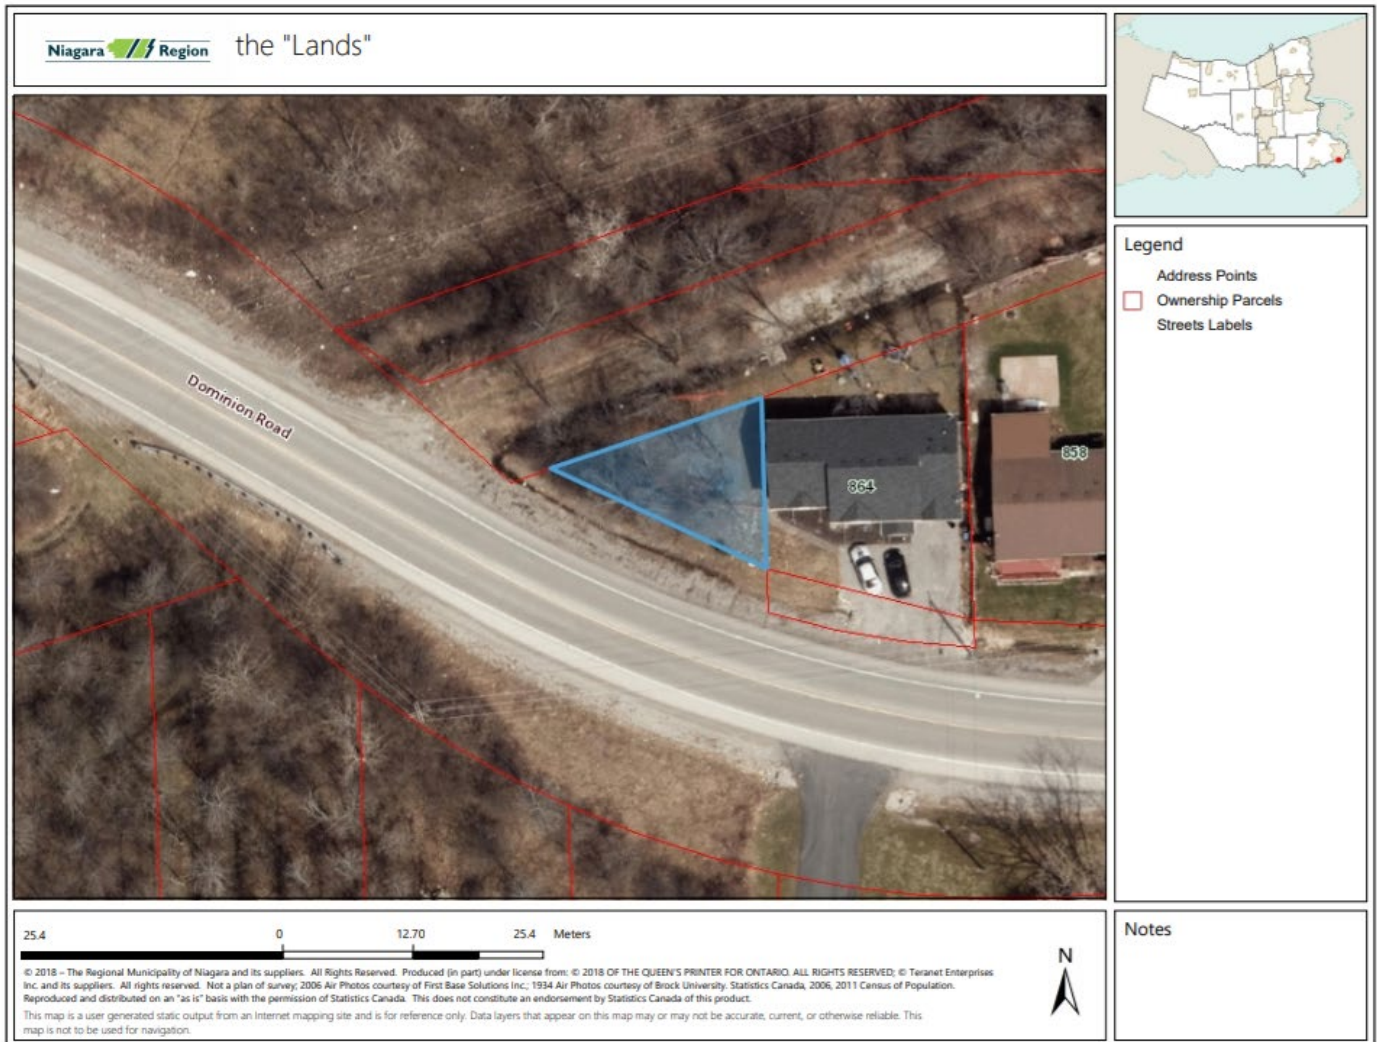 Niagara Region
the "Lands"
Dominion Road
864
858
Legend
Address Points
Ownership Parcels
Streets Labels
25.4 0 12.70 25.4 Meters
© 2018 – The Regional Municipality of Niagara and its suppliers. All Rights Reserved. Produced (in part) under license from: © 2018 OF THE QUEEN'S PRINTER FOR ONTARIO. ALL RIGHTS RESERVED; © Teranet Enterprises
Inc. and its suppliers. All rights reserved. Not a plan of survey; 2006 Air Photos courtesy of First Base Solutions Inc.; 1934 Air Photos courtesy of Brock University. Statistics Canada, 2006, 2011 Census of Population.
Reproduced and distributed on an "as is" basis with the permission of Statistics Canada. This does not constitute an endorsement by Statistics Canada of this product.
This map is a user generated static output from an Internet mapping site and is for reference only. Data layers that appear on this map may or may not be accurate, current, or otherwise reliable. This
map is not to be used for navigation.
N
Notes